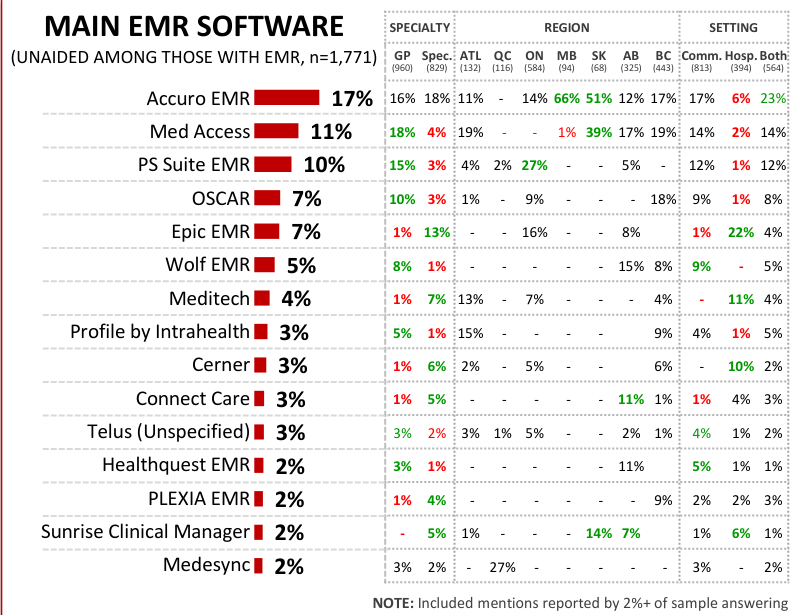 MAIN EMR SOFTWARE
(UNAIDED AMONG THOSE WITH EMR, n=1,771)
SPECIALTY REGION SETTING
GP Spec. ATL QC ON MB SK AB BC Comm. Hosp. Both
(960) (829) (132) (116) (584) (94) (68) (325) (443) (813) (394) (564)
Accuro EMR 17% 16% 18% 11% - 14% 66% 51% 12% 17% 17% 6% 23%
Med Access 11% 18% 4% 19% - - 1% 39% 17% 19% 14% 2% 14%
PS Suite EMR 10% 15% 3% 4% 2% 27% - - 5% - 12% 1% 12%
OSCAR 7% 10% 3% 1% - 9% - - - 18% 9% 1% 8%
Epic EMR 7% 1% 13% - - 16% - - 8% 1% 22% 4%
Wolf EMR 5% 8% 1% - - - - - 15% 8% 9% - 5%
Meditech 4% 1% 7% 13% - 7% - - - 4% - 11% 4%
Profile by Intrahealth 3% 5% 1% 15% - - - - 9% 4% 1% 5%
Cerner 3% 1% 6% 2% - 5% - - 6% - 10% 2%
Connect Care 3% 1% 5% - - - - - 11% 1% 1% 4% 3%
Telus (Unspecified) 3% 3% 2% 3% 1% 5% - - 2% 1% 4% 1% 2%
Healthquest EMR 2% 3% 1% - - - - - 11% 5% 1% 1%
PLEXIA EMR 2% 1% 4% - - - - - - 9% 2% 2% 3%
Sunrise Clinical Manager 2% - 5% 1% - - - 14% 7% 1% 6% 1%
Medesync 2% 3% 2% - 27% - - - - - 3% - 2%
NOTE: Included mentions reported by 2%+ of sample answering